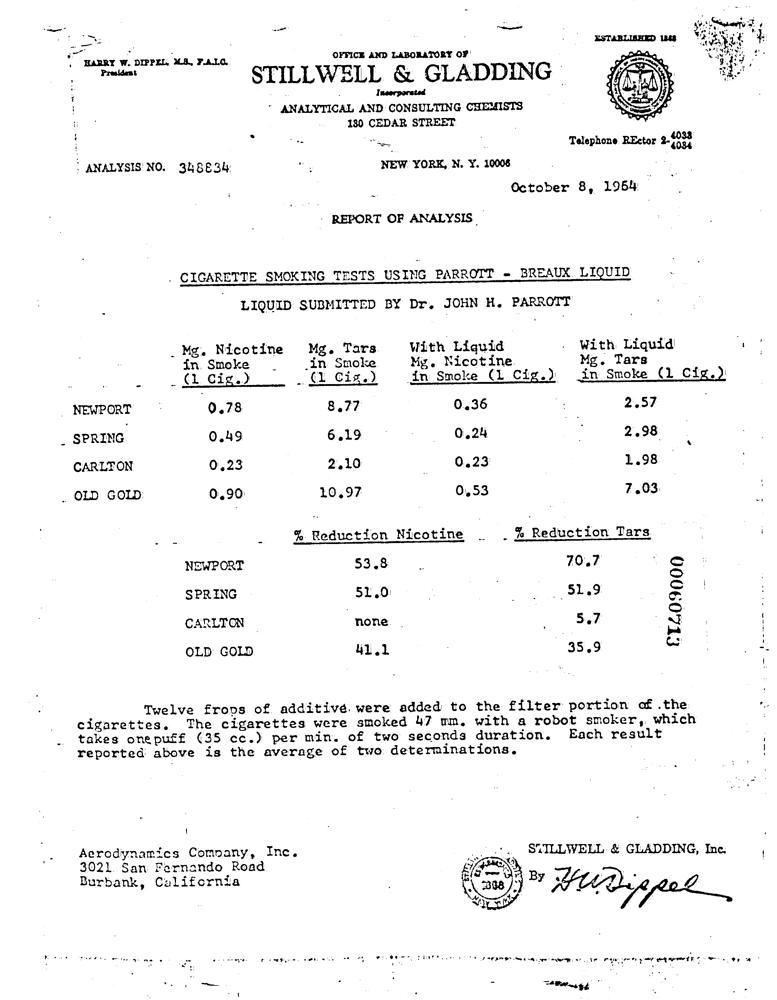 ESTABLISHED 1868
HARRY W. DIPPEL, M.S., F.A.I.C.
President
OFFICE AND LABORATORY OF
STILLWELL & GLADDING
Incorporated
ANALYTICAL AND CONSULTING CHEMISTS
130 CEDAR STREET
Telephone REctor 2-4033
4034
ANALYSIS NO. 348834
NEW YORK, N. Y. 10006
October 8, 1964
REPORT OF ANALYSIS
CIGARETTE SMOKING TESTS USING PARROTT - BREAUX LIQUID
LIQUID SUBMITTED BY Dr. JOHN H. PARROTT
Mg. Nicotine in Smoke (1 Cig.) Mg. Tars in Smoke (1 Cig.) With Liquid Mg. Nicotine in Smoke (1 Cig.) With Liquid Mg. Tars in Smoke (1 Cig.)
NEWPORT 0.78 8.77 0.36 2.57
SPRING 0.49 6.19 0.24 2.98
CARLTON 0.23 2.10 0.23 1.98
OLD GOLD 0.90 10.97 0.53 7.03
% Reduction Nicotine % Reduction Tars
NEWPORT 53.8 70.7
SPRING 51.0 51.9
CARLTON none 5.7
OLD GOLD 41.1 35.9
00060713
Twelve frops of additive were added to the filter portion of .the
cigarettes. The cigarettes were smoked 47 mm. with a robot smoker, which
takes one puff (35 cc.) per min. of two seconds duration. Each result
reported above is the average of two determinations.
Aerodynamics Company, Inc.
3021 San Fernando Road
Burbank, California
STILLWELL & GLADDING, Inc.
1868
By HWDippel